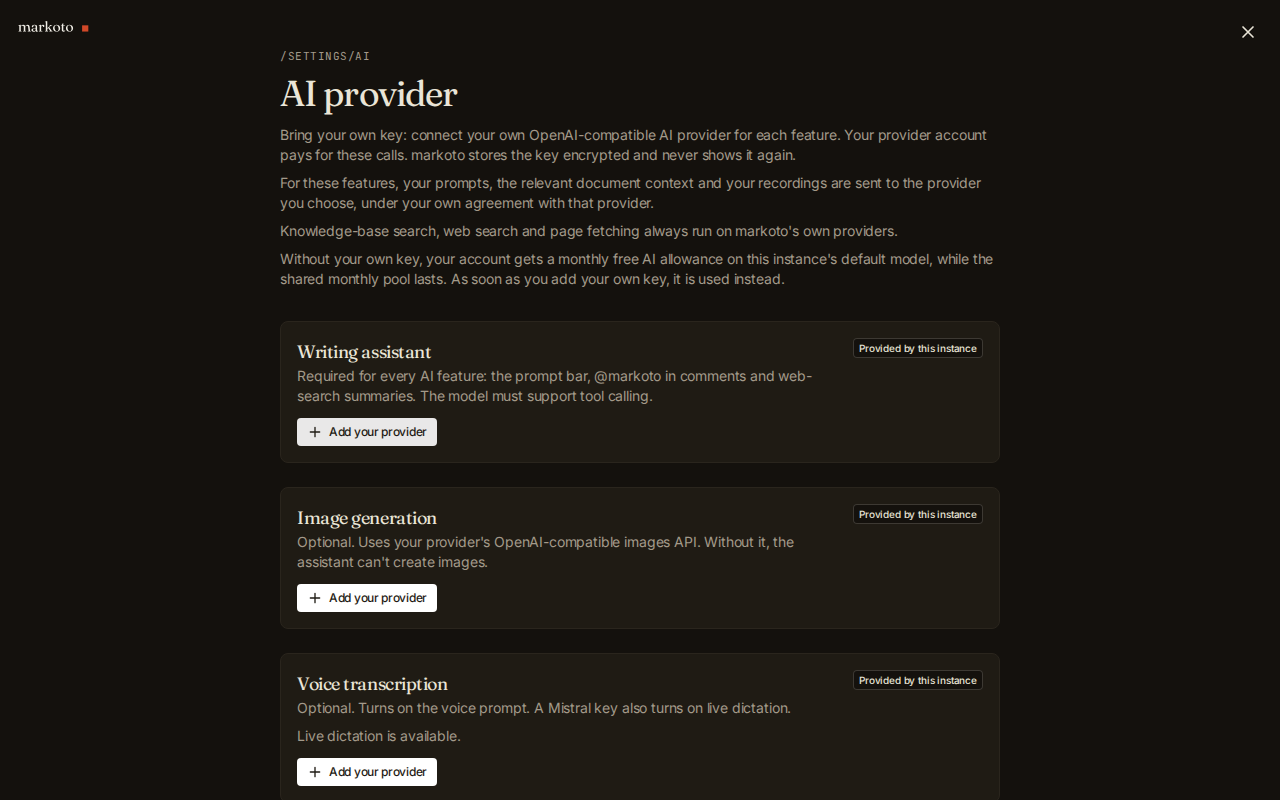 markoto
/SETTINGS/AI
AI provider
Bring your own key: connect your own OpenAI-compatible AI provider for each feature. Your provider account
pays for these calls. markoto stores the key encrypted and never shows it again.
For these features, your prompts, the relevant document context and your recordings are sent to the provider
you choose, under your own agreement with that provider.
Knowledge-base search, web search and page fetching always run on markoto's own providers.
Without your own key, your account gets a monthly free AI allowance on this instance's default model, while the
shared monthly pool lasts. As soon as you add your own key, it is used instead.
Writing assistant
Provided by this instance
Required for every AI feature: the prompt bar, @markoto in comments and web-
search summaries. The model must support tool calling.
Add your provider
Image generation
Provided by this instance
Optional. Uses your provider's OpenAI-compatible images API. Without it, the
assistant can't create images.
Add your provider
Voice transcription
Provided by this instance
Optional. Turns on the voice prompt. A Mistral key also turns on live dictation.
Live dictation is available.
Add your provider